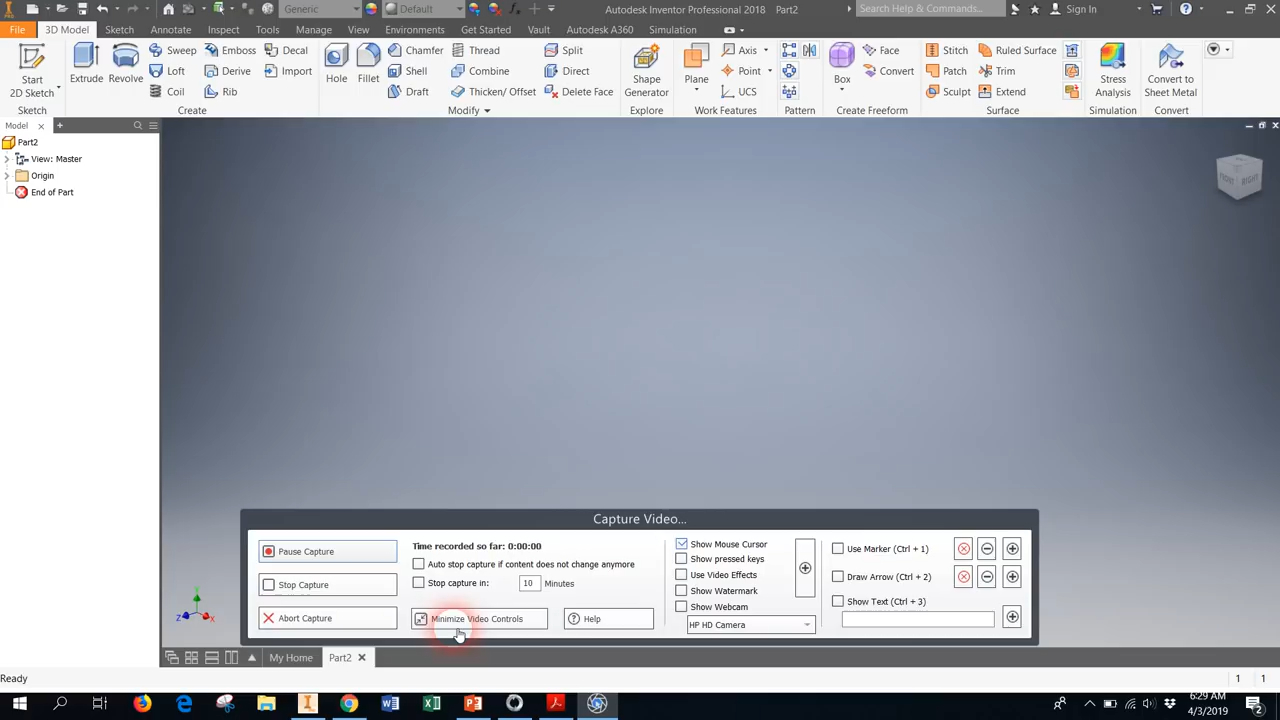 PRO
Generic
Default
Autodesk Inventor Professional 2018 Part2
Search Help & Commands...
Sign In
File 3D Model Sketch Annotate Inspect Tools Manage View Environments Get Started Vault Autodesk A360 Simulation
Start
2D Sketch
Sketch
Extrude
Revolve
Sweep Emboss Decal
Loft Derive Import
Coil Rib
Create
Hole
Fillet
Chamfer Thread Split
Shell Combine Direct
Draft Thicken/ Offset Delete Face
Modify
Shape
Generator
Explore
Plane
Axis
Point
UCS
Work Features
Pattern
Box
Face
Convert
Create Freeform
Stitch Ruled Surface
Patch Trim
Sculpt Extend
Surface
Stress
Analysis
Simulation
Convert to
Sheet Metal
Convert
Model
Part2
View: Master
Origin
End of Part
FRONT RIGHT
Z Y X
Capture Video...
Pause Capture
Stop Capture
Abort Capture
Time recorded so far: 0:00:00
Auto stop capture if content does not change anymore
Stop capture in: 10 Minutes
Minimize Video Controls
Help
Show Mouse Cursor
Show pressed keys
Use Video Effects
Show Watermark
Show Webcam
HP HD Camera
Use Marker (Ctrl + 1)
Draw Arrow (Ctrl + 2)
Show Text (Ctrl + 3)
My Home Part2
Ready
1 1
6:29 AM
4/3/2019
2